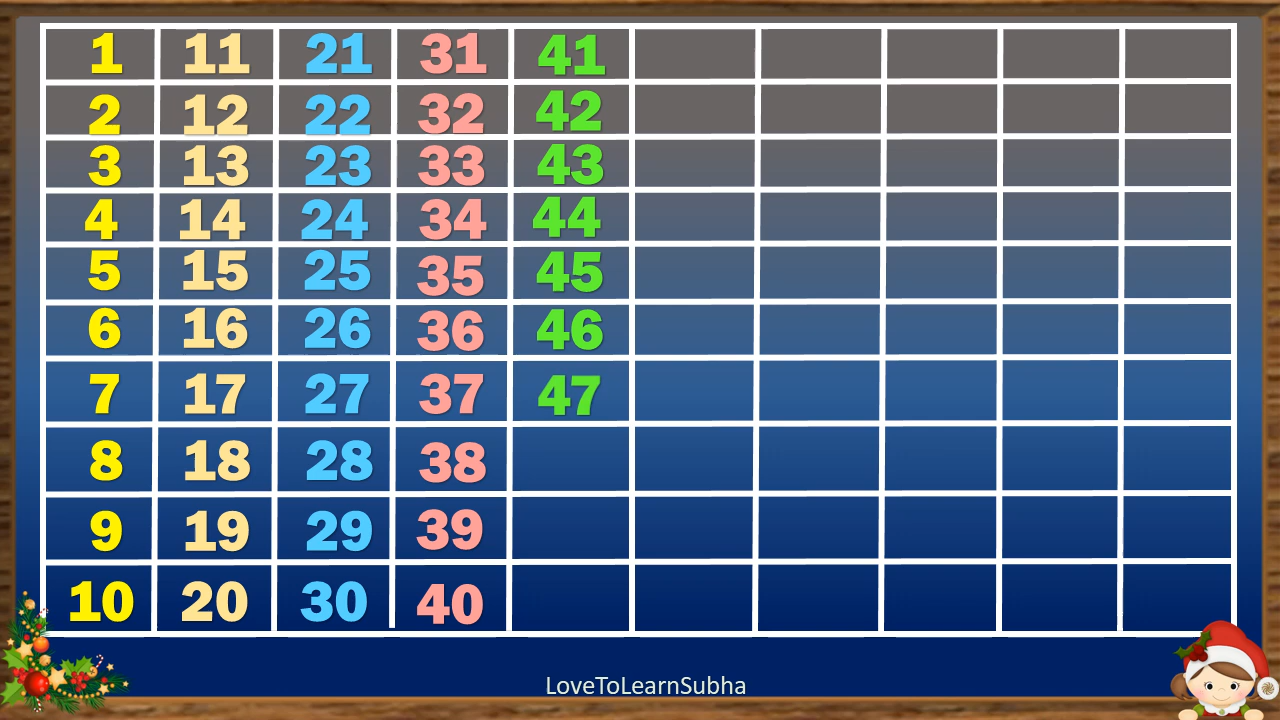 1 11 21 31 41
2 12 22 32 42
3 13 23 33 43
4 14 24 34 44
5 15 25 35 45
6 16 26 36 46
7 17 27 37 47
8 18 28 38
9 19 29 39
10 20 30 40
LoveToLearnSubha